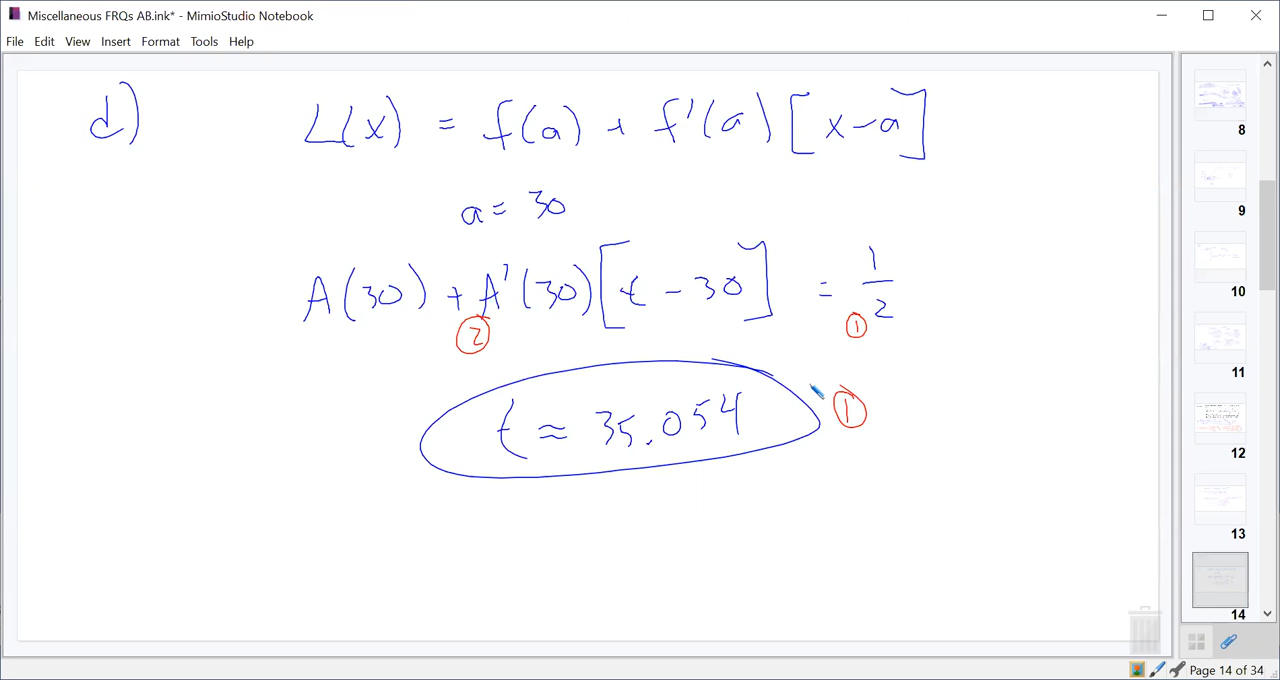 Miscellaneous FRQs AB.ink* - MimioStudio Notebook
File Edit View Insert Format Tools Help
d) L(x) = f(a) + f'(a) [x-a]
a = 30
A(30) + A'(30)[t - 30] = 1/2
② ①
t ≈ 35.054 ①
8
9
10
11
12
13
14
Page 14 of 34